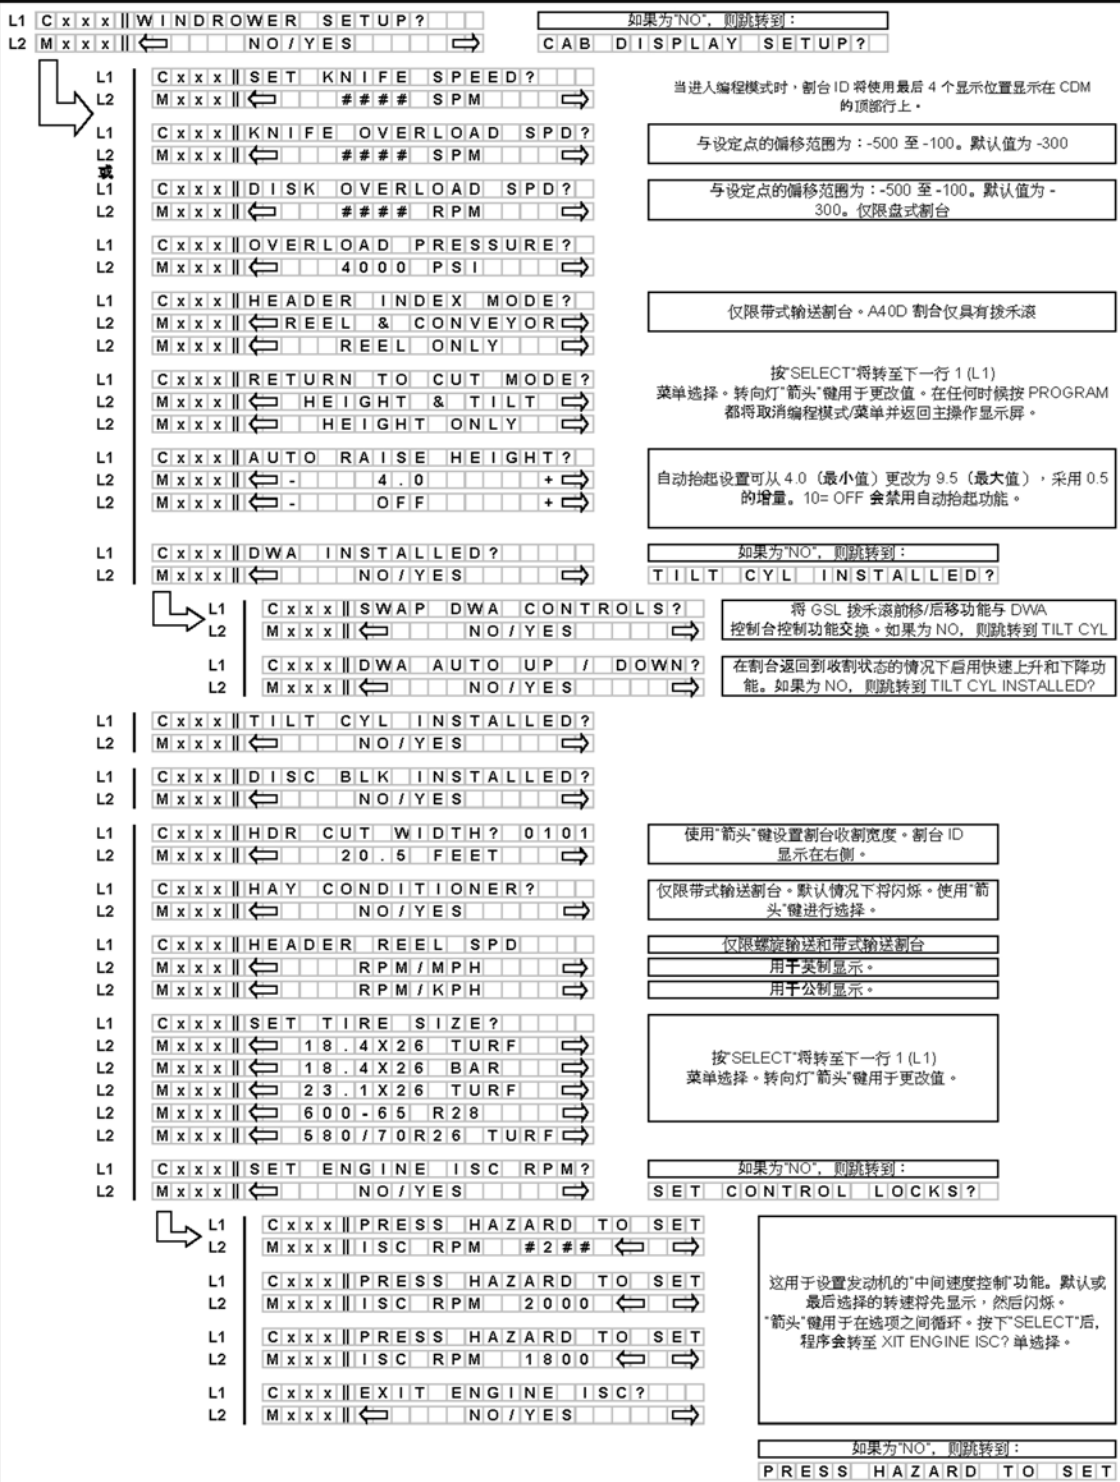 L1 Cxxx||WINDROWER SETUP?
如果为"NO"，则跳转到：
L2 Mxxx|| NO/YES
CAB DISPLAY SETUP?
L1 Cxxx||SET KNIFE SPEED?
L2 Mxxx|| #### SPM
当进入编程模式时，割台 ID 将使用最后 4 个显示位置显示在 CDM
的顶部行上。
L1 Cxxx||KNIFE OVERLOAD SPD?
L2 Mxxx|| #### SPM
与设定点的偏移范围为：-500 至 -100。默认值为 -300
或
L1 Cxxx||DISK OVERLOAD SPD?
L2 Mxxx|| #### RPM
与设定点的偏移范围为：-500 至 -100。默认值为 -
300。仅限盘式割台
L1 Cxxx||OVERLOAD PRESSURE?
L2 Mxxx|| 4000 PSI
L1 Cxxx||HEADER INDEX MODE?
L2 Mxxx|| REEL & CONVEYOR
L2 Mxxx|| REEL ONLY
仅限带式输送割台。A40D 割台仅具有拨禾滚
L1 Cxxx||RETURN TO CUT MODE?
L2 Mxxx|| HEIGHT & TILT
L2 Mxxx|| HEIGHT ONLY
按"SELECT"将转至下一行 1 (L1)
菜单选择。转向灯"箭头"键用于更改值。在任何时候按 PROGRAM
都将取消编程模式/菜单并返回主操作显示屏。
L1 Cxxx||AUTO RAISE HEIGHT?
L2 Mxxx|| - 4.0 +
L2 Mxxx|| - OFF +
自动抬起设置可从 4.0（最小值）更改为 9.5（最大值），采用 0.5
的增量。10= OFF 会禁用自动抬起功能。
L1 Cxxx||DWA INSTALLED?
L2 Mxxx|| NO/YES
如果为"NO"，则跳转到：
TILT CYL INSTALLED?
L1 Cxxx||SWAP DWA CONTROLS?
L2 Mxxx|| NO/YES
将 GSL 拨禾滚前移/后移功能与 DWA
控制台控制功能交换。如果为 NO，则跳转到 TILT CYL
L1 Cxxx||DWA AUTO UP / DOWN?
L2 Mxxx|| NO/YES
在割台返回到收割状态的情况下启用快速上升和下降功
能。如果为 NO，则跳转到 TILT CYL INSTALLED?
L1 Cxxx||TILT CYL INSTALLED?
L2 Mxxx|| NO/YES
L1 Cxxx||DISC BLK INSTALLED?
L2 Mxxx|| NO/YES
L1 Cxxx||HDR CUT WIDTH? 0101
L2 Mxxx|| 20.5 FEET
使用"箭头"键设置割台收割宽度。割台 ID
显示在右侧。
L1 Cxxx||HAY CONDITIONER?
L2 Mxxx|| NO/YES
仅限带式输送割台。默认情况下将闪烁。使用"箭
头"键进行选择。
L1 Cxxx||HEADER REEL SPD
仅限螺旋输送和带式输送割台
L2 Mxxx|| RPM/MPH
用于英制显示。
L2 Mxxx|| RPM/KPH
用于公制显示。
L1 Cxxx||SET TIRE SIZE?
L2 Mxxx|| 18.4X26 TURF
L2 Mxxx|| 18.4X26 BAR
L2 Mxxx|| 23.1X26 TURF
L2 Mxxx|| 600-65 R28
L2 Mxxx|| 580/70R26 TURF
按"SELECT"将转至下一行 1 (L1)
菜单选择。转向灯"箭头"键用于更改值。
L1 Cxxx||SET ENGINE ISC RPM?
L2 Mxxx|| NO/YES
如果为"NO"，则跳转到：
SET CONTROL LOCKS?
L1 Cxxx||PRESS HAZARD TO SET
L2 Mxxx||ISC RPM #2##
L1 Cxxx||PRESS HAZARD TO SET
L2 Mxxx||ISC RPM 2000
L1 Cxxx||PRESS HAZARD TO SET
L2 Mxxx||ISC RPM 1800
L1 Cxxx||EXIT ENGINE ISC?
L2 Mxxx|| NO/YES
这用于设置发动机的"中间速度控制"功能。默认或
最后选择的转速将先显示，然后闪烁。
"箭头"键用于在选项之间循环。按下"SELECT"后，
程序会转至 XIT ENGINE ISC? 单选择。
如果为"NO"，则跳转到：
PRESS HAZARD TO SET